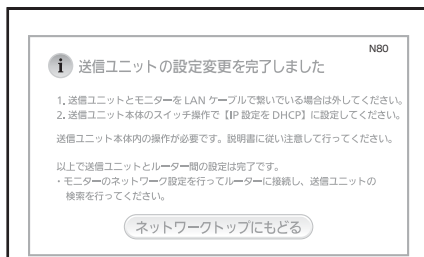 N80
i 送信ユニットの設定変更を完了しました
1. 送信ユニットとモニターを LAN ケーブルで繋いでいる場合は外してください。
2. 送信ユニット本体のスイッチ操作で【IP 設定を DHCP】に設定してください。
送信ユニット本体内の操作が必要です。説明書に従い注意して行ってください。
以上で送信ユニットとルーター間の設定は完了です。
・モニターのネットワーク設定を行ってルーターに接続し、送信ユニットの
検索を行ってください。
ネットワークトップにもどる